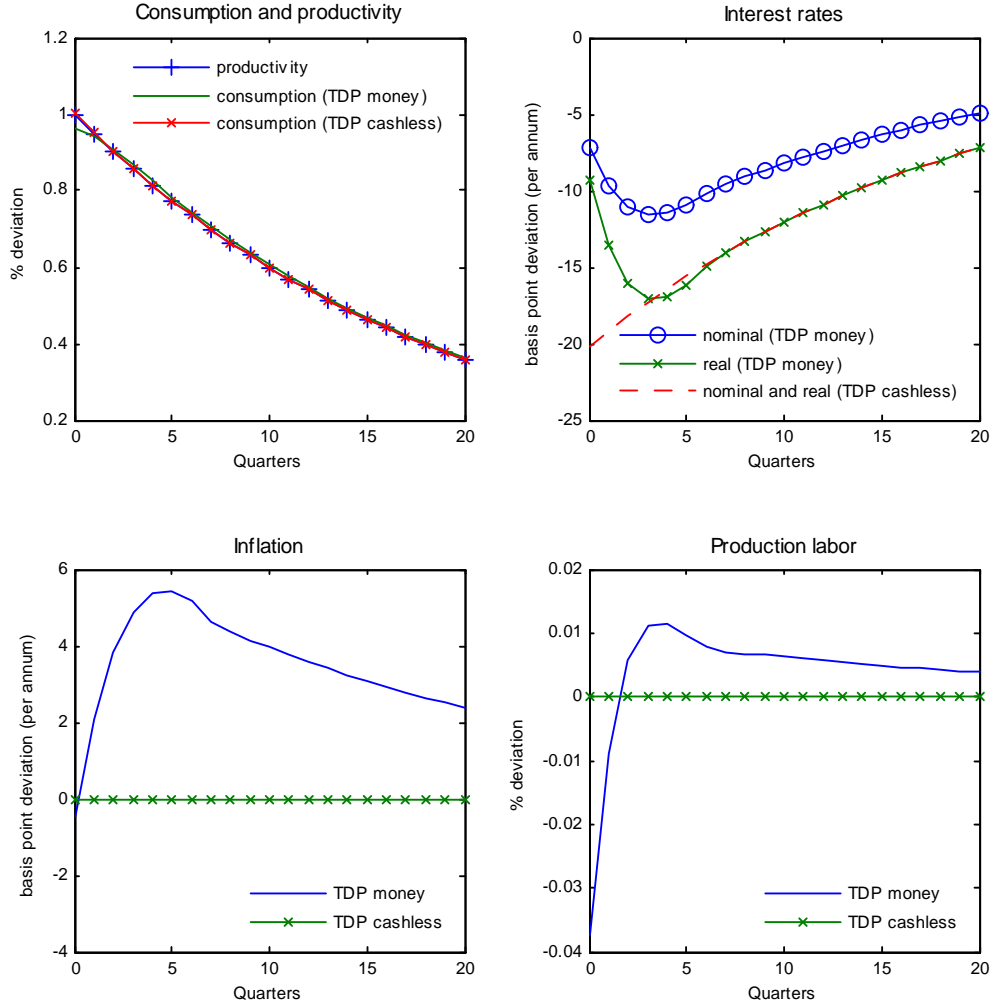 Consumption and productivity
1.2
1
0.8
0.6
0.4
0.2
% deviation
productivity
consumption (TDP money)
consumption (TDP cashless)
0
5
10
15
20
Quarters
Interest rates
0
-5
-10
-15
-20
-25
basis point deviation (per annum)
nominal (TDP money)
real (TDP money)
nominal and real (TDP cashless)
0
5
10
15
20
Quarters
Inflation
6
4
2
0
-2
-4
basis point deviation (per annum)
TDP money
TDP cashless
0
5
10
15
20
Production labor
0.02
0.01
0
-0.01
-0.02
-0.03
-0.04
% deviation
TDP money
TDP cashless
0
5
10
15
20